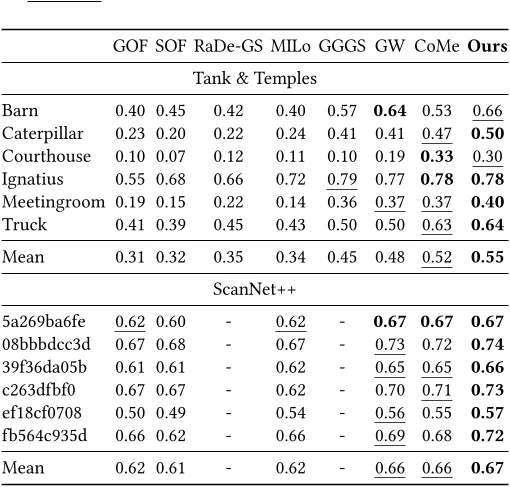 GOF SOF RaDe-GS MILo GGGS GW CoMe Ours
Tank & Temples
Barn 0.40 0.45 0.42 0.40 0.57 0.64 0.53 0.66
Caterpillar 0.23 0.20 0.22 0.24 0.41 0.41 0.47 0.50
Courthouse 0.10 0.07 0.12 0.11 0.10 0.19 0.33 0.30
Ignatius 0.55 0.68 0.66 0.72 0.79 0.77 0.78 0.78
Meetingroom 0.19 0.15 0.22 0.14 0.36 0.37 0.37 0.40
Truck 0.41 0.39 0.45 0.43 0.50 0.50 0.63 0.64
Mean 0.31 0.32 0.35 0.34 0.45 0.48 0.52 0.55
ScanNet++
5a269ba6fe 0.62 0.60 - 0.62 - 0.67 0.67 0.67
08bbbdcc3d 0.67 0.68 - 0.67 - 0.73 0.72 0.74
39f36da05b 0.61 0.61 - 0.62 - 0.65 0.65 0.66
c263dfbf0 0.67 0.67 - 0.62 - 0.70 0.71 0.73
ef18cf0708 0.50 0.49 - 0.54 - 0.56 0.55 0.57
fb564c935d 0.66 0.62 - 0.66 - 0.69 0.68 0.72
Mean 0.62 0.61 - 0.62 - 0.66 0.66 0.67